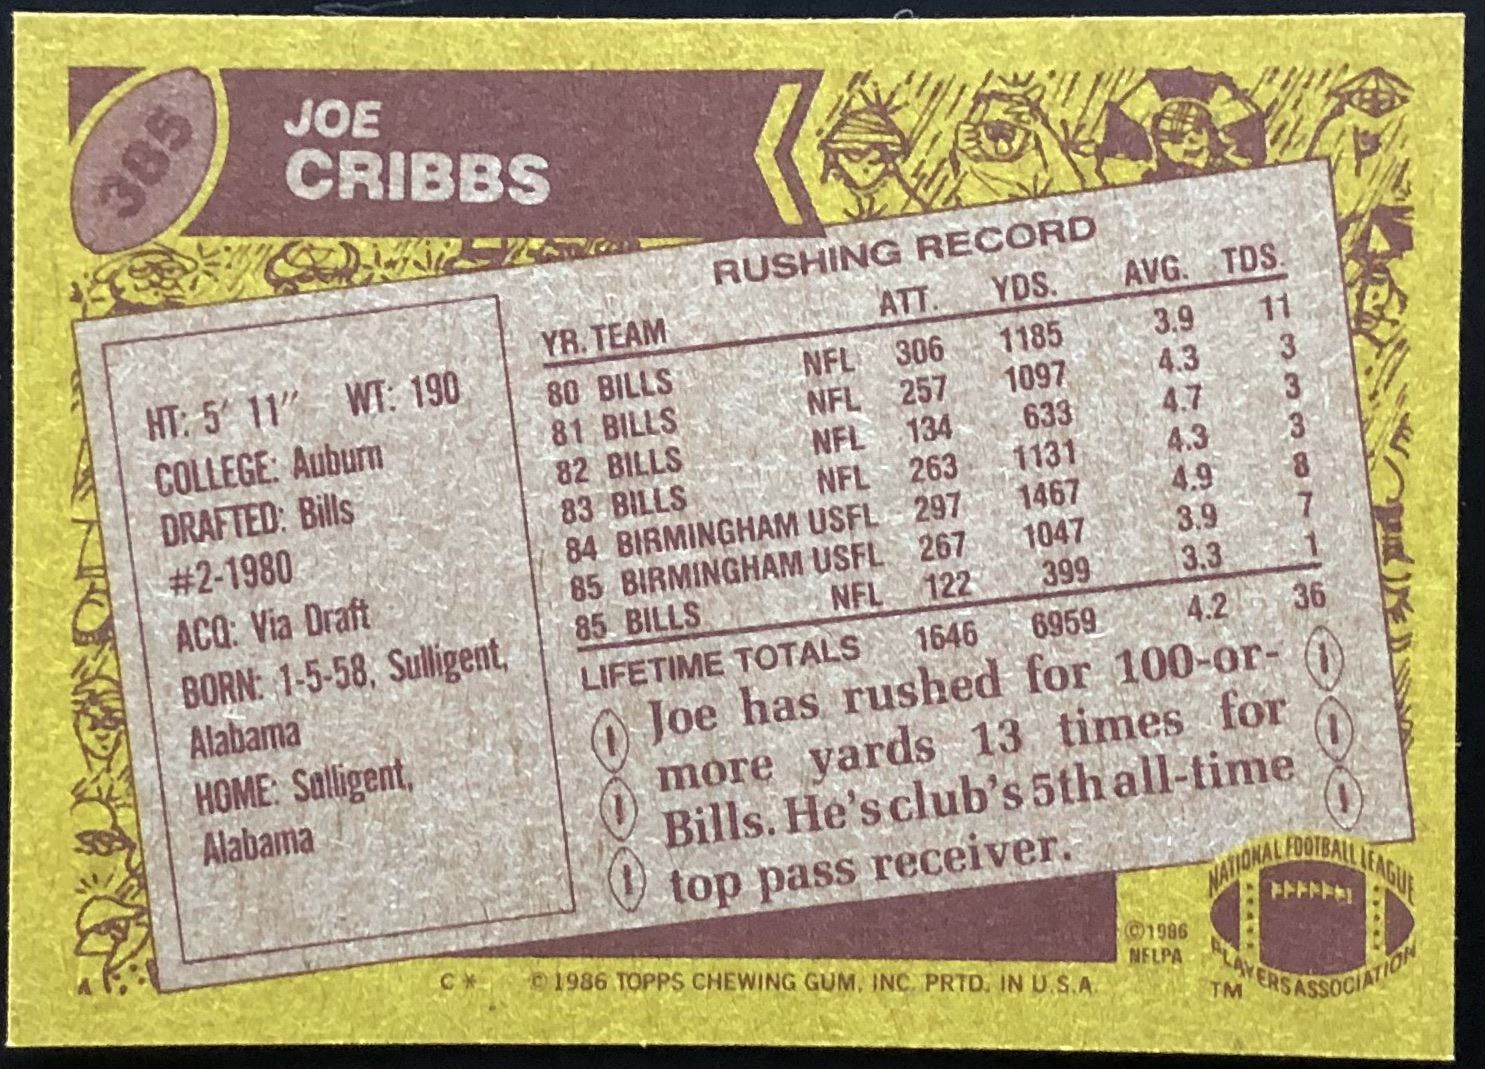 385
JOE
CRIBBS
RUSHING RECORD
YR. TEAM ATT. YDS. AVG. TDS.
80 BILLS NFL 306 1185 3.9 11
81 BILLS NFL 257 1097 4.3 3
82 BILLS NFL 134 633 4.7 3
83 BILLS NFL 263 1131 4.3 3
84 BIRMINGHAM USFL 297 1467 4.9 8
85 BIRMINGHAM USFL 267 1047 3.9 7
85 BILLS NFL 122 399 3.3 1
LIFETIME TOTALS 1646 6959 4.2 36
HT: 5' 11" WT: 190
COLLEGE: Auburn
DRAFTED: Bills
#2-1980
ACQ: Via Draft
BORN: 1-5-58, Sulligent,
Alabama
HOME: Sulligent,
Alabama
Joe has rushed for 100-or-
more yards 13 times for
Bills. He's club's 5th all-time
top pass receiver.
©1986
NFLPA
NATIONAL FOOTBALL LEAGUE
PLAYERS ASSOCIATION
TM
C * © 1986 TOPPS CHEWING GUM, INC. PRTD. IN U.S.A.